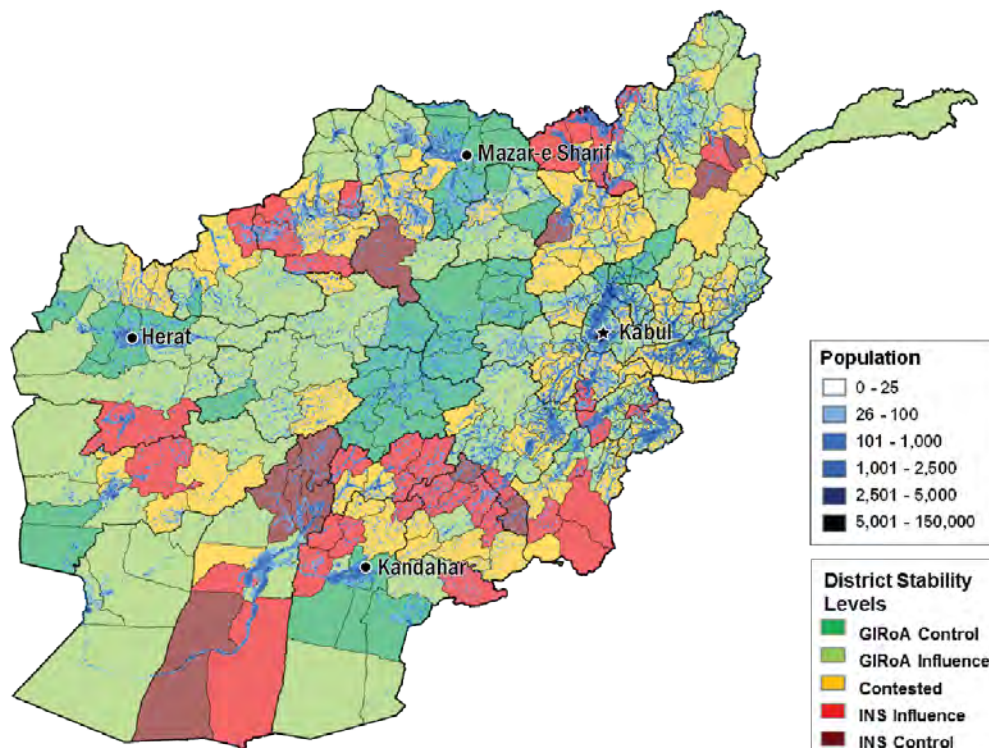 Mazar-e Sharif
Herat
Kabul
Kandahar
Population
0 - 25
26 - 100
101 - 1,000
1,001 - 2,500
2,501 - 5,000
5,001 - 150,000
District Stability
Levels
GIRoA Control
GIRoA Influence
Contested
INS Influence
INS Control